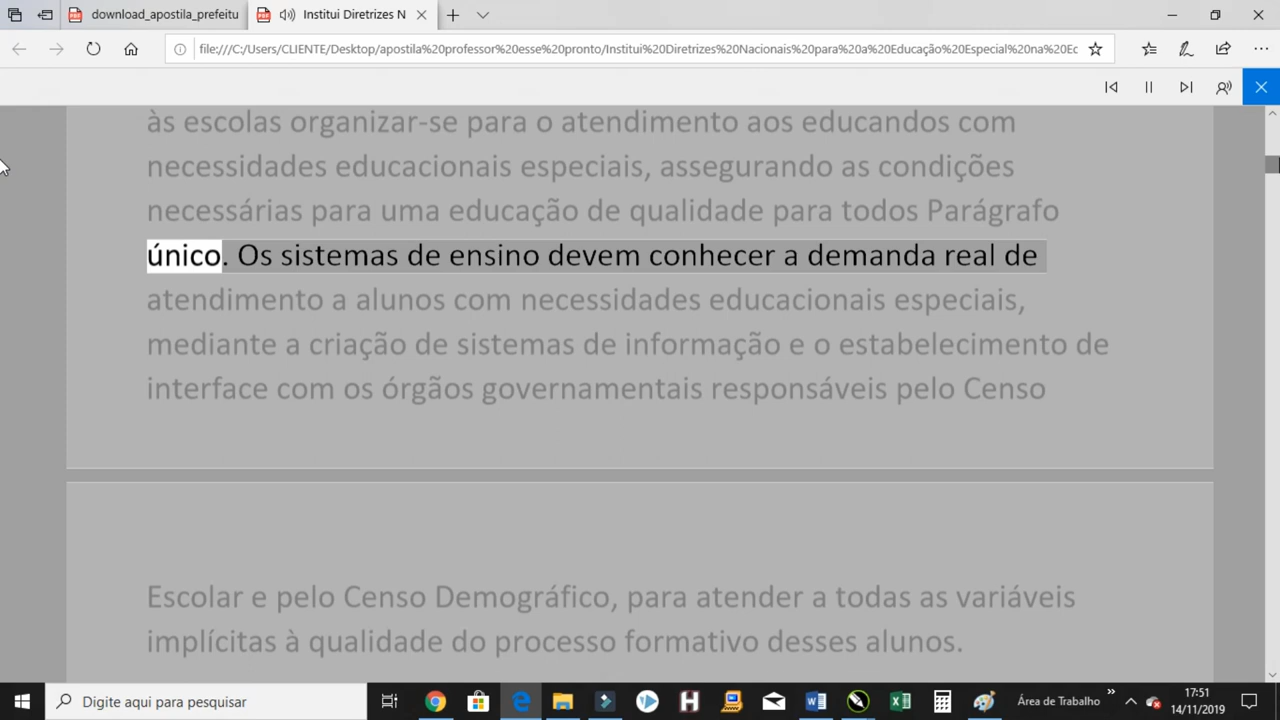 download_apostila_prefeitu
Institui Diretrizes N
file:///C:/Users/CLIENTE/Desktop/apostila%20professor%20esse%20pronto/Institui%20Diretrizes%20Nacionais%20para%20a%20Educação%20Especial%20na%20Ec
às escolas organizar-se para o atendimento aos educandos com
necessidades educacionais especiais, assegurando as condições
necessárias para uma educação de qualidade para todos Parágrafo
único. Os sistemas de ensino devem conhecer a demanda real de
atendimento a alunos com necessidades educacionais especiais,
mediante a criação de sistemas de informação e o estabelecimento de
interface com os órgãos governamentais responsáveis pelo Censo
Escolar e pelo Censo Demográfico, para atender a todas as variáveis
implícitas à qualidade do processo formativo desses alunos.
Digite aqui para pesquisar
Área de Trabalho
17:51
14/11/2019